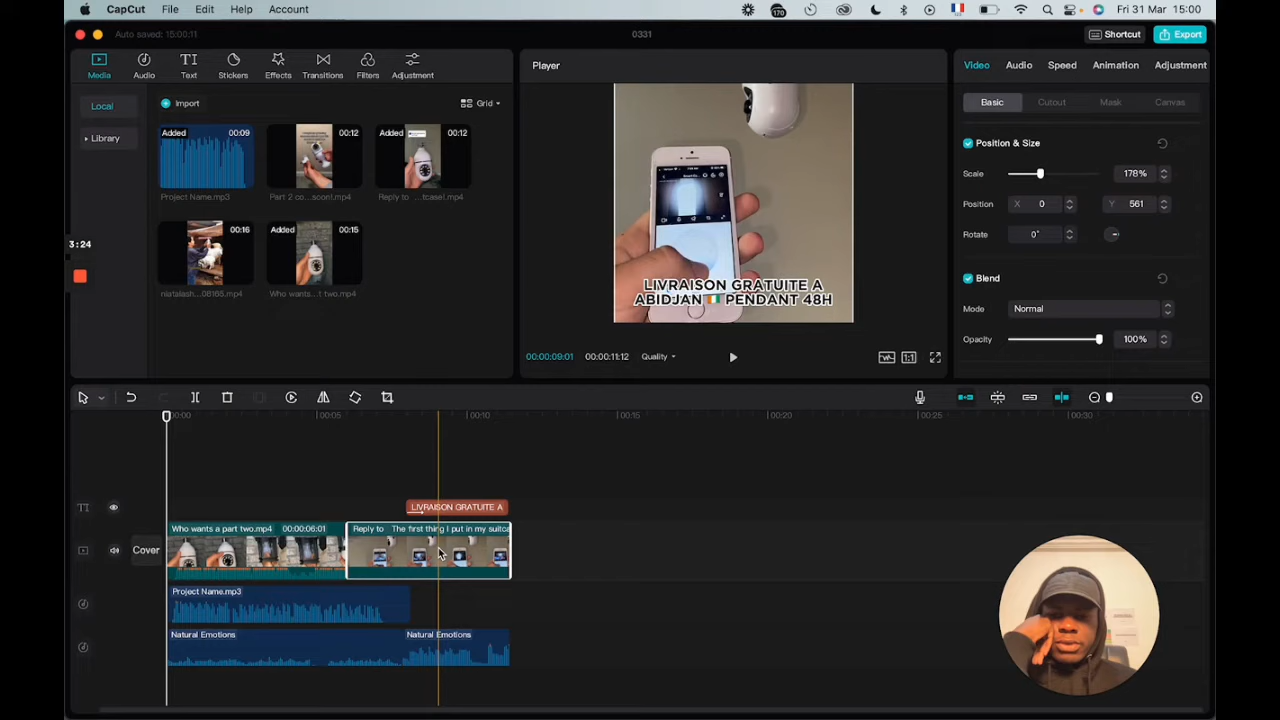 CapCut File Edit Help Account
170
Fri 31 Mar 15:00
Auto saved: 15:00:11
0331
Shortcut
Export
Media
Audio
Text
Stickers
Effects
Transitions
Filters
Adjustment
Local
Library
Import
Grid
Added 00:09
Project Name.mp3
00:12
Part 2 co...sconf.mp4
Added 00:12
Reply to ...tcasel.mp4
00:16
niatalash...08165.mp4
Added 00:15
Who wants...t two.mp4
3:24
Player
LIVRAISON GRATUITE A
ABIDJAN 🇨🇮 PENDANT 48H
00:00:09:01
00:00:11:12
Quality
1:1
Video
Audio
Speed
Animation
Adjustment
Basic
Cutout
Mask
Canvas
Position & Size
Scale 178%
Position X 0 Y 561
Rotate 0°
Blend
Mode Normal
Opacity 100%
00:00
00:05
00:10
00:15
00:20
00:25
00:30
TI
LIVRAISON GRATUITE A
Cover
Who wants a part two.mp4 00:00:06:01
Reply to The first thing I put in my suitca
Project Name.mp3
Natural Emotions
Natural Emotions